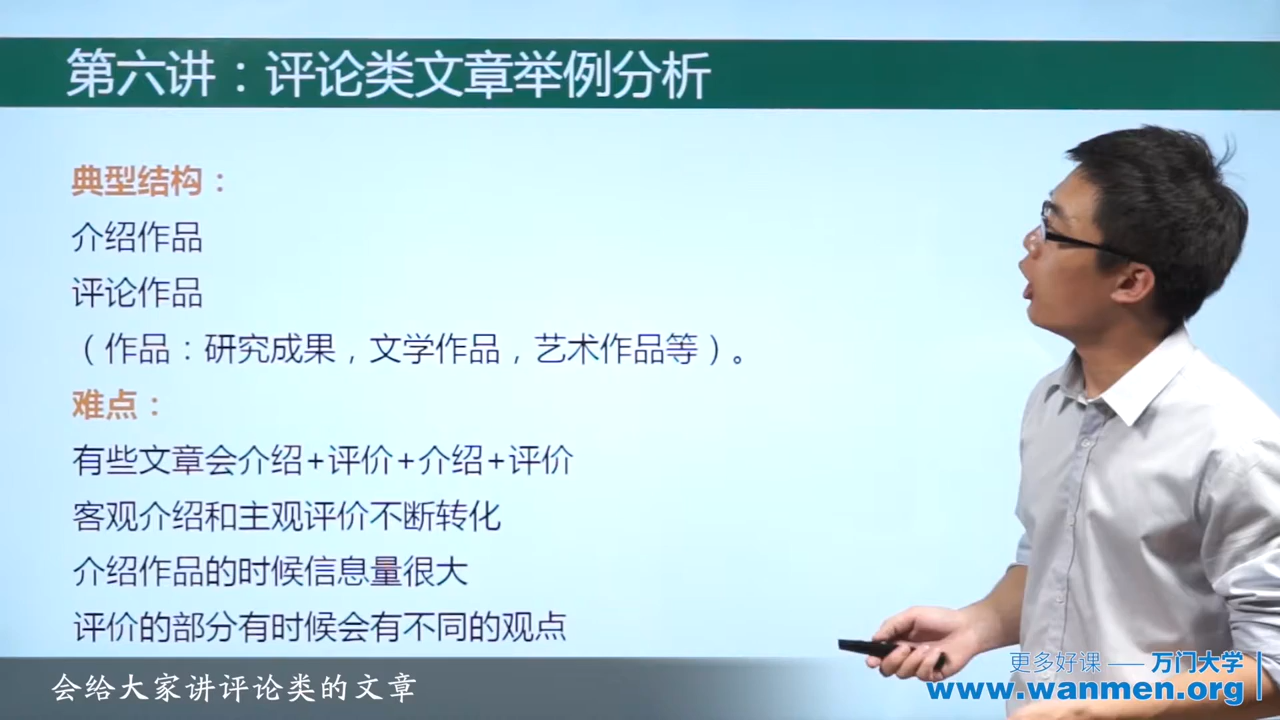 第六讲：评论类文章举例分析
典型结构：
介绍作品
评论作品
（作品：研究成果，文学作品，艺术作品等）。
难点：
有些文章会介绍+评价+介绍+评价
客观介绍和主观评价不断转化
介绍作品的时候信息量很大
评价的部分有时候会有不同的观点
会给大家讲评论类的文章
更多好课 —— 万门大学
www.wanmen.org